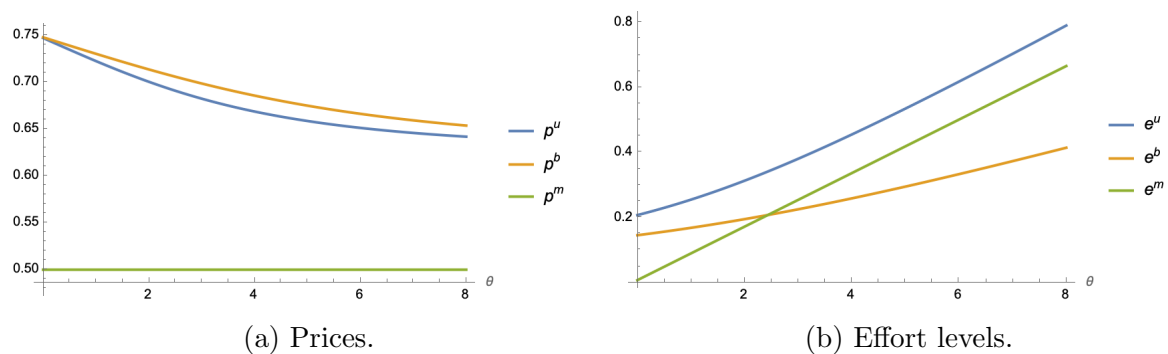 0.75
0.70
0.65
0.60
0.55
0.50
2
4
6
8
θ
p^u
p^b
p^m
(a) Prices.
0.8
0.6
0.4
0.2
2
4
6
8
θ
e^u
e^b
e^m
(b) Effort levels.